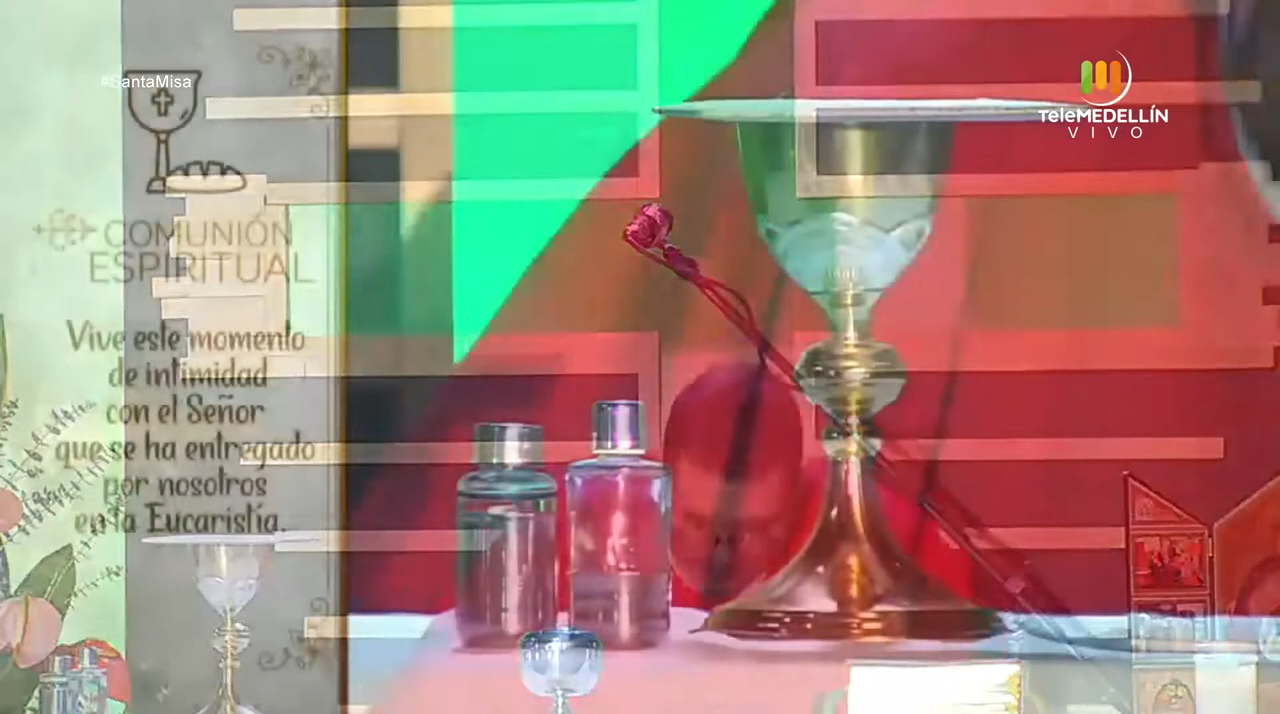 #SantaMisa
TeleMEDELLÍN
VIVO
COMUNIÓN
ESPIRITUAL
Vive este momento
de intimidad
con el Señor
que se ha entregado
por nosotros
en la Eucaristía.